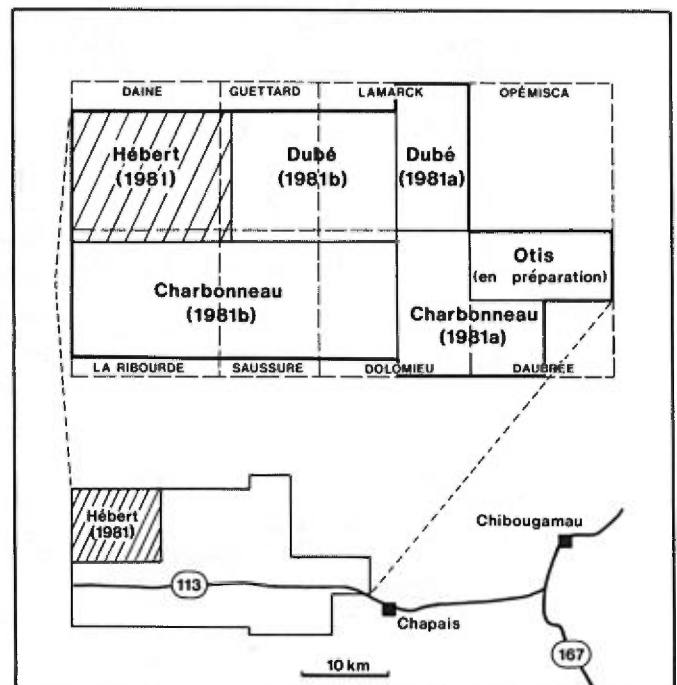 DAINE GUETTARD LAMARCK OPÉMISCA
Hébert
(1981)
Dubé
(1981b)
Dubé
(1981a)
Otis
(en préparation)
Charbonneau
(1981b)
Charbonneau
(1981a)
LA RIBOURDE SAUSSURE DOLOMIEU DAUBRÉE
Hébert
(1981)
Chibougamau
113
Chapais
167
10 km